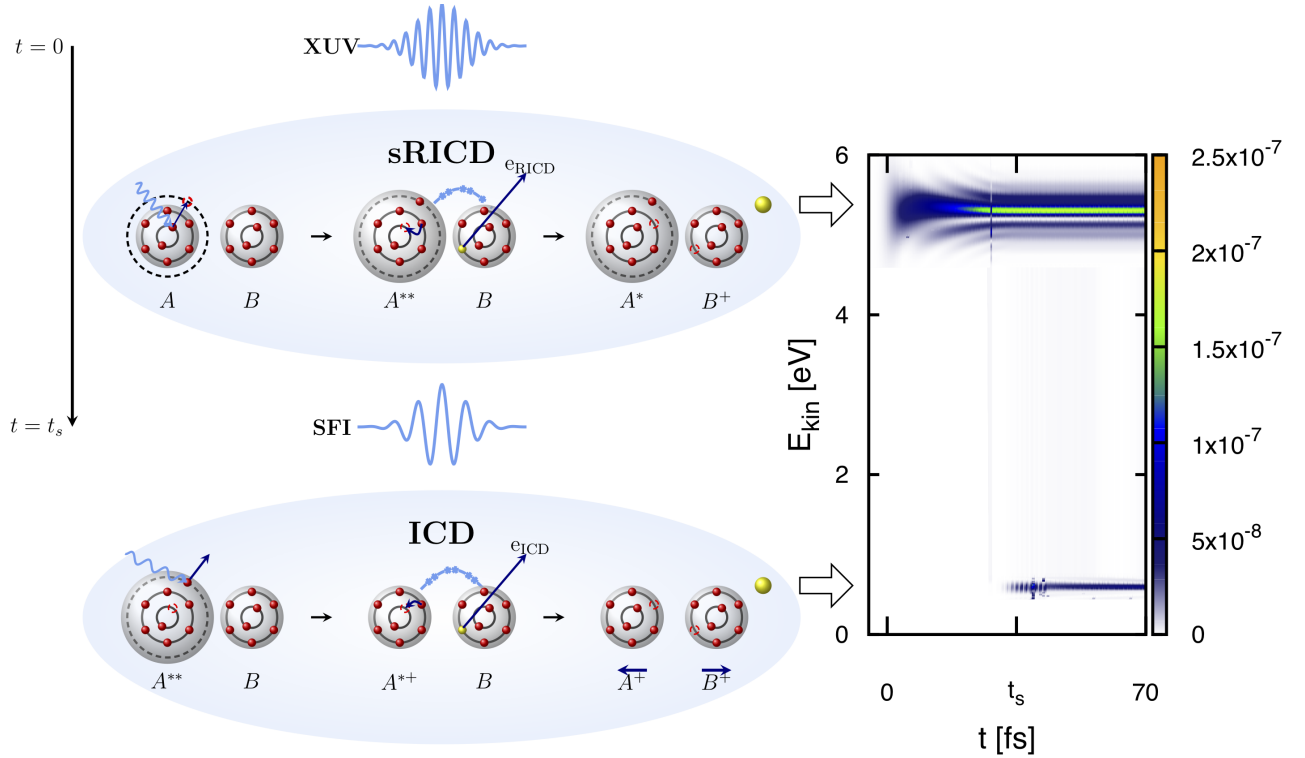 t = 0
XUV
sRICD
e_RICD
A
B
A**
B
A*
B⁺
t = t_s
SFI
ICD
e_ICD
A**
B
A*⁺
B
A⁺
B⁺
6
4
2
0
E_kin [eV]
0
t_s
70
t [fs]
2.5x10⁻⁷
2x10⁻⁷
1.5x10⁻⁷
1x10⁻⁷
5x10⁻⁸
0